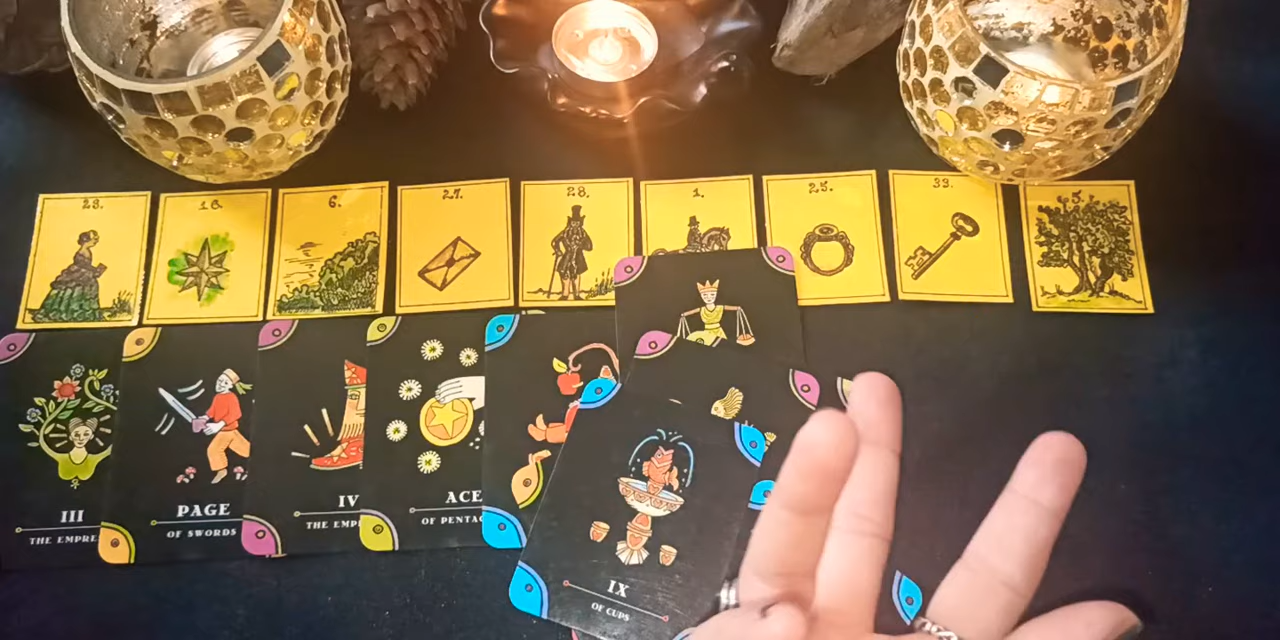 23.
16.
6.
27.
28.
1.
25.
33.
5.
III
THE EMPRE
PAGE
OF SWORDS
IV
THE EMP
ACE
OF PENTAC
IX
OF CUPS